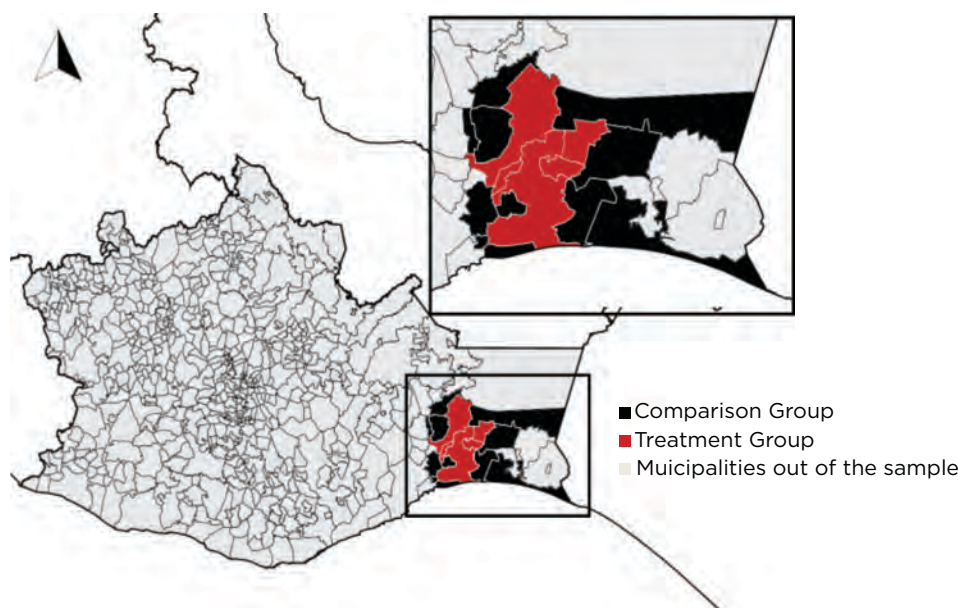 Comparison Group
Treatment Group
Muicipalities out of the sample